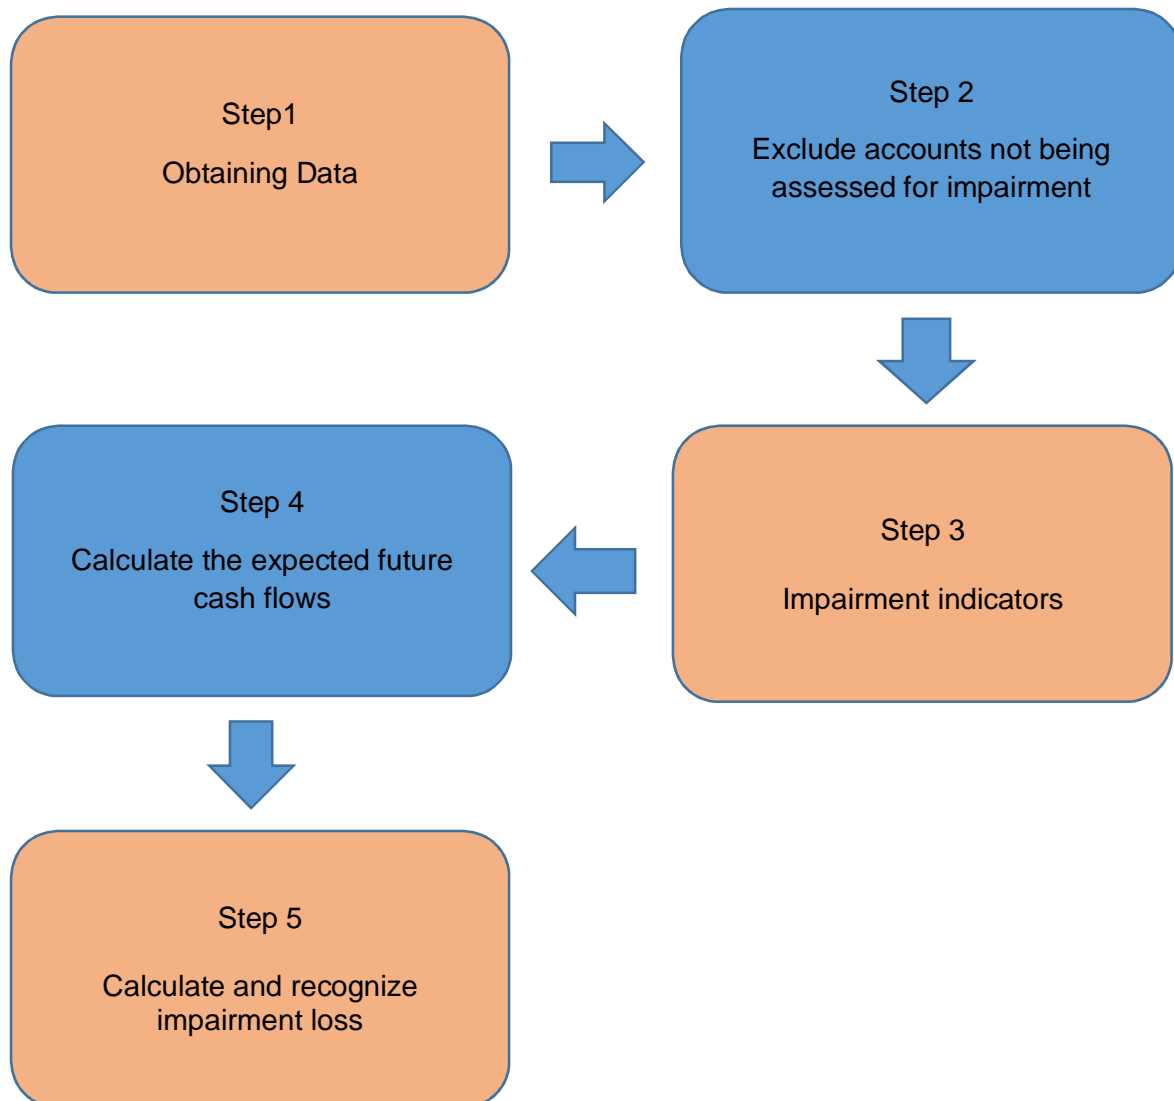 Step1
Obtaining Data
Step 2
Exclude accounts not being
assessed for impairment
Step 3
Impairment indicators
Step 4
Calculate the expected future
cash flows
Step 5
Calculate and recognize
impairment loss